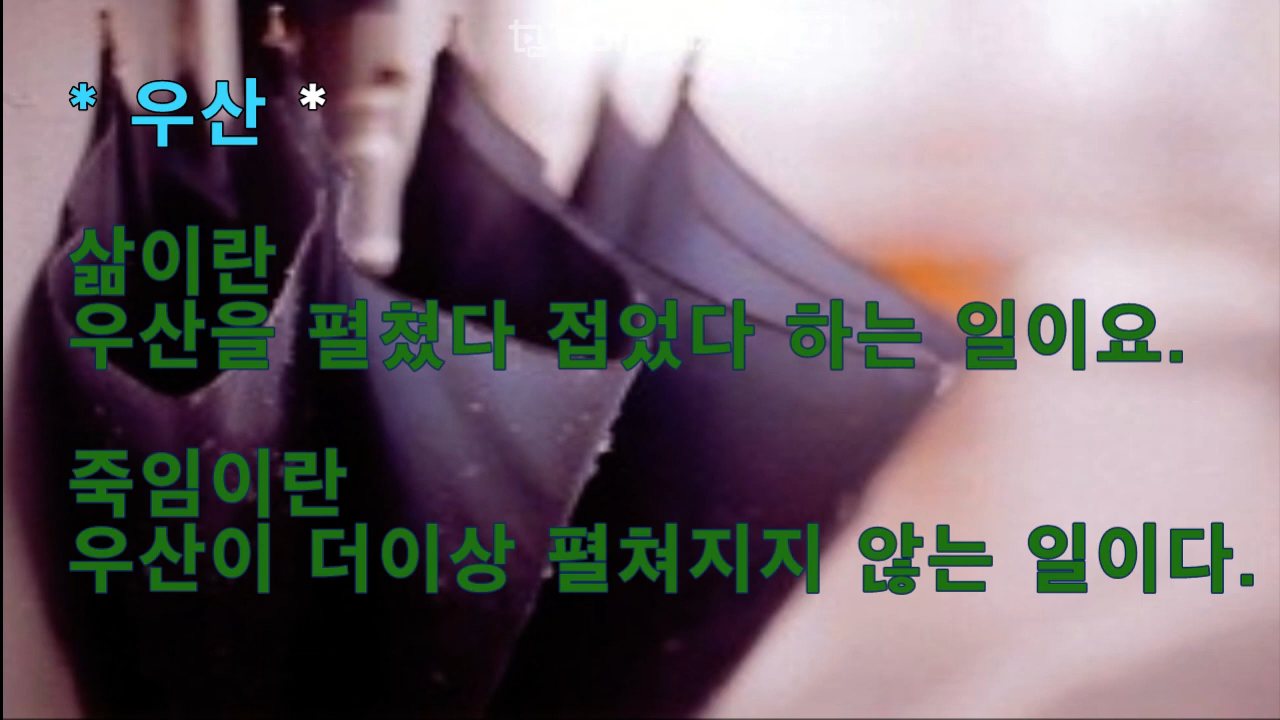 * 우산 *
삶이란
우산을 펼쳤다 접었다 하는 일이요.
죽임이란
우산이 더이상 펼쳐지지 않는 일이다.